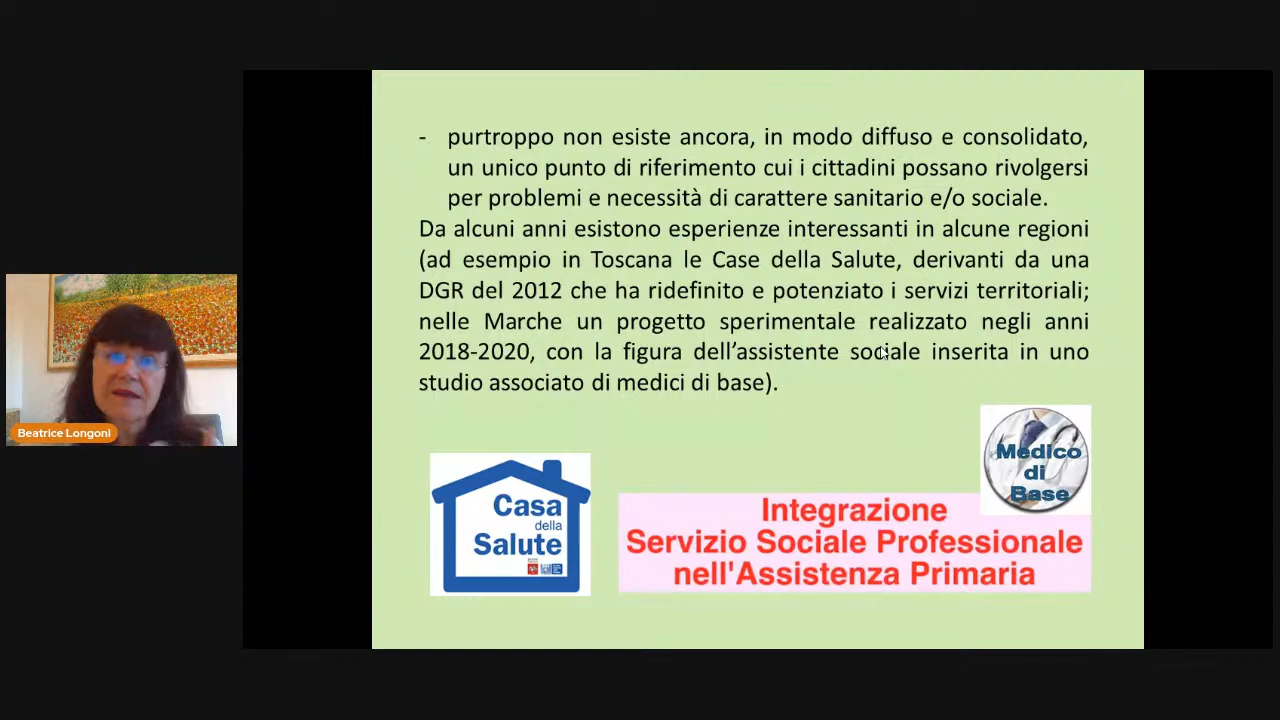 - purtroppo non esiste ancora, in modo diffuso e consolidato,
un unico punto di riferimento cui i cittadini possano rivolgersi
per problemi e necessità di carattere sanitario e/o sociale.
Da alcuni anni esistono esperienze interessanti in alcune regioni
(ad esempio in Toscana le Case della Salute, derivanti da una
DGR del 2012 che ha ridefinito e potenziato i servizi territoriali;
nelle Marche un progetto sperimentale realizzato negli anni
2018-2020, con la figura dell’assistente sociale inserita in uno
studio associato di medici di base).
Beatrice Longoni
Casa
della
Salute
Medico
di
Base
Integrazione
Servizio Sociale Professionale
nell'Assistenza Primaria